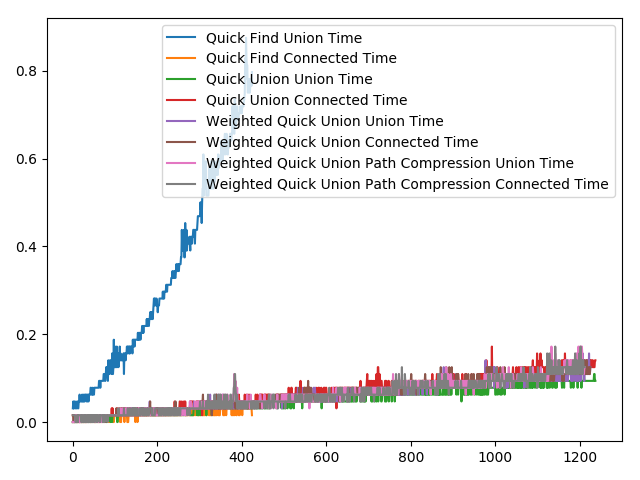 Quick Find Union Time
Quick Find Connected Time
Quick Union Union Time
Quick Union Connected Time
Weighted Quick Union Union Time
Weighted Quick Union Connected Time
Weighted Quick Union Path Compression Union Time
Weighted Quick Union Path Compression Connected Time
0.8
0.6
0.4
0.2
0.0
0 200 400 600 800 1000 1200